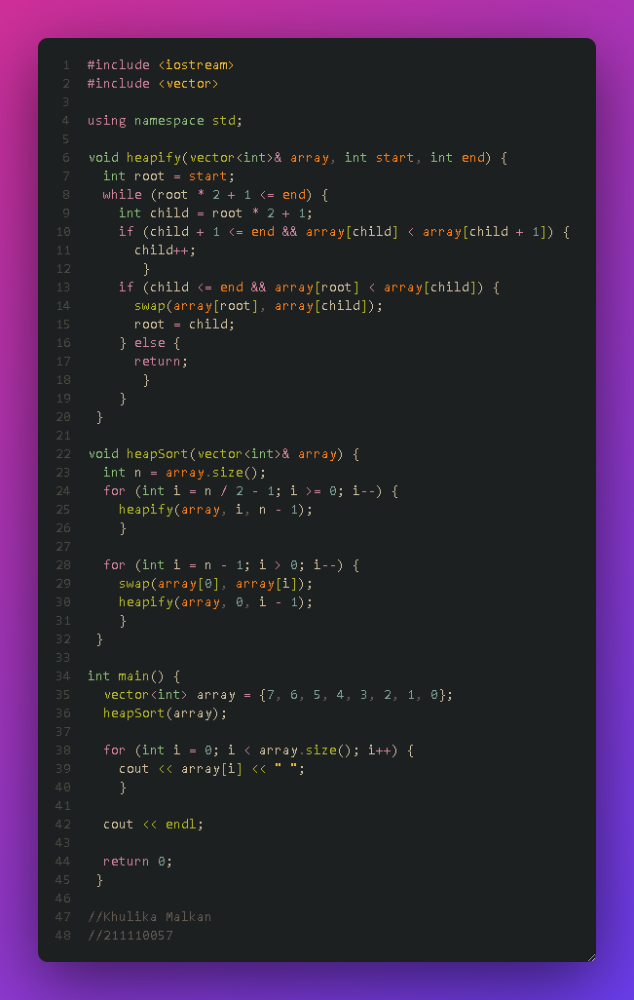 1 #include <iostream>
2 #include <vector>
3
4 using namespace std;
5
6 void heapify(vector<int>& array, int start, int end) {
7   int root = start;
8   while (root * 2 + 1 <= end) {
9     int child = root * 2 + 1;
10     if (child + 1 <= end && array[child] < array[child + 1]) {
11       child++;
12        }
13     if (child <= end && array[root] < array[child]) {
14       swap(array[root], array[child]);
15       root = child;
16     } else {
17       return;
18        }
19     }
20  }
21
22 void heapSort(vector<int>& array) {
23   int n = array.size();
24   for (int i = n / 2 - 1; i >= 0; i--) {
25     heapify(array, i, n - 1);
26     }
27
28   for (int i = n - 1; i > 0; i--) {
29     swap(array[0], array[i]);
30     heapify(array, 0, i - 1);
31     }
32  }
33
34 int main() {
35   vector<int> array = {7, 6, 5, 4, 3, 2, 1, 0};
36   heapSort(array);
37
38   for (int i = 0; i < array.size(); i++) {
39     cout << array[i] << " ";
40     }
41
42   cout << endl;
43
44   return 0;
45  }
46
47 //Khulika Malkan
48 //211110057